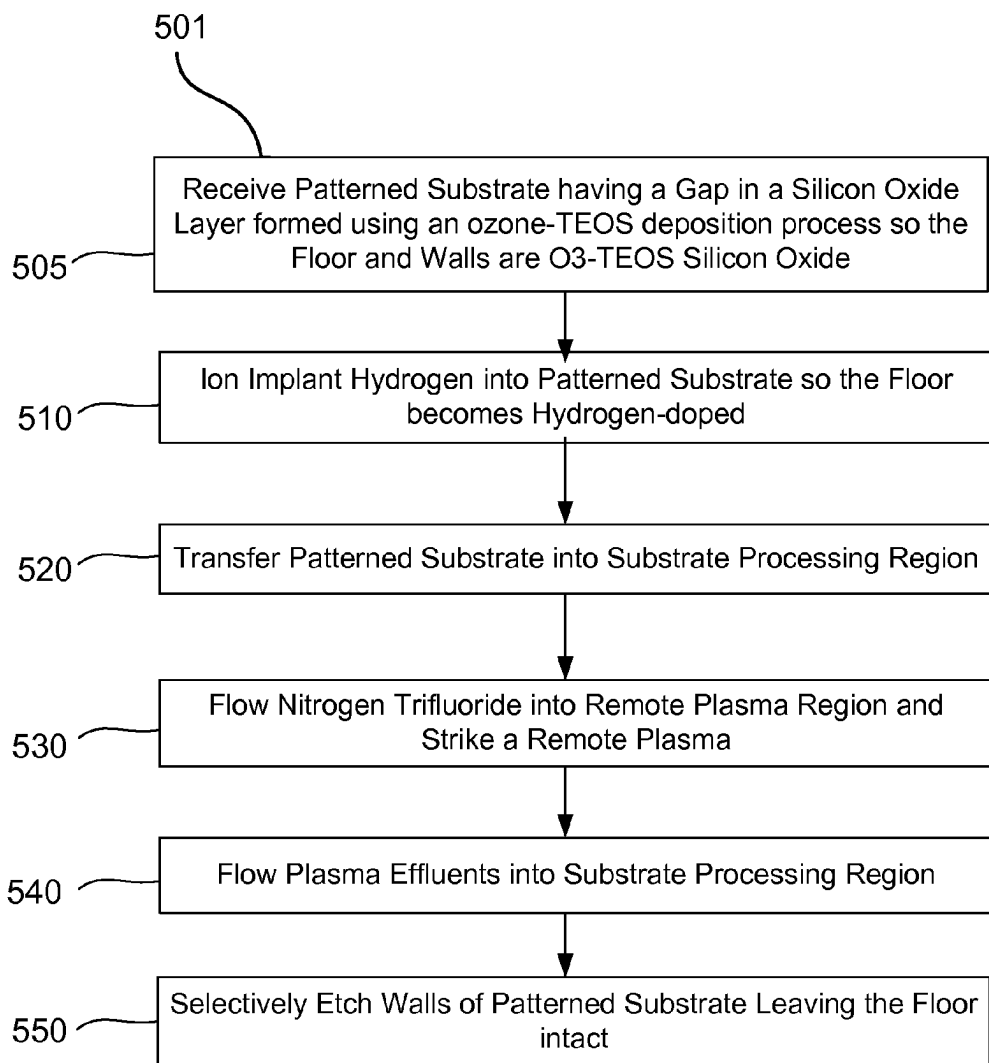 501
Receive Patterned Substrate having a Gap in a Silicon Oxide
Layer formed using an ozone-TEOS deposition process so the
Floor and Walls are O3-TEOS Silicon Oxide
505
Ion Implant Hydrogen into Patterned Substrate so the Floor
becomes Hydrogen-doped
510
Transfer Patterned Substrate into Substrate Processing Region
520
Flow Nitrogen Trifluoride into Remote Plasma Region and
Strike a Remote Plasma
530
Flow Plasma Effluents into Substrate Processing Region
540
Selectively Etch Walls of Patterned Substrate Leaving the Floor
intact
550